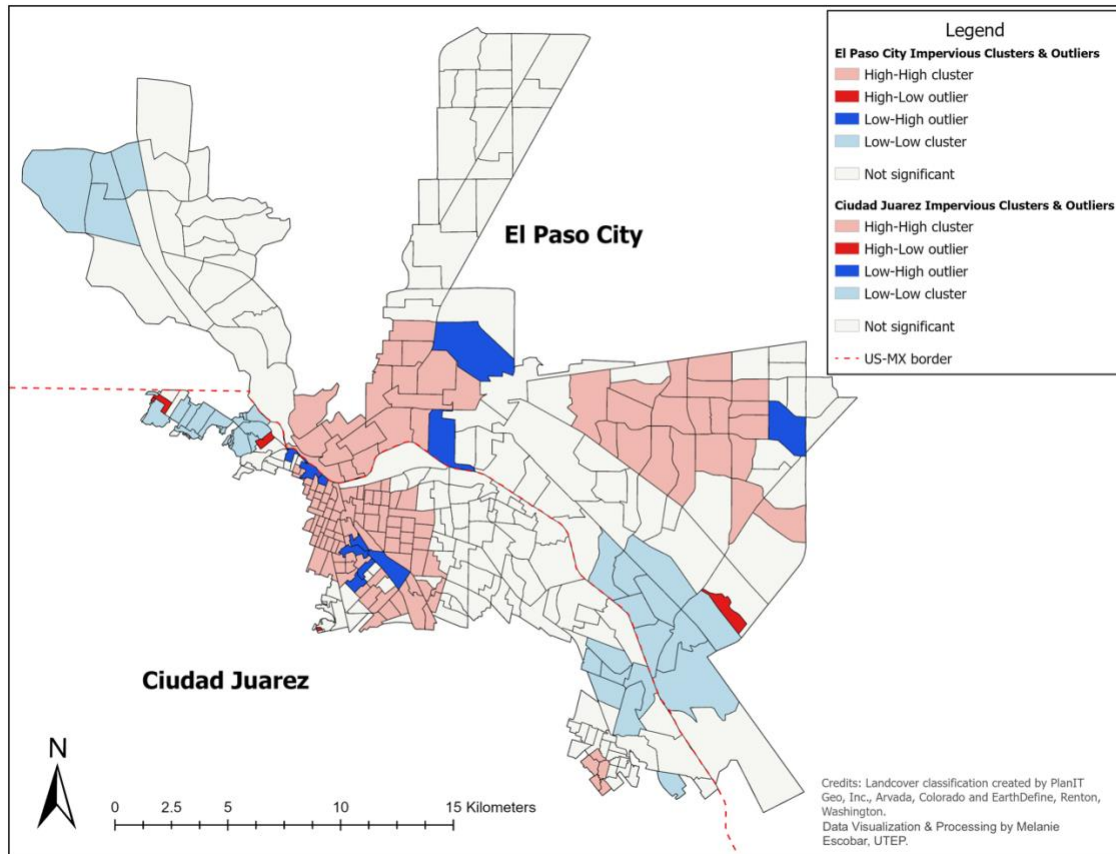 Legend
El Paso City Impervious Clusters & Outliers
High-High cluster
High-Low outlier
Low-High outlier
Low-Low cluster
Not significant
Ciudad Juarez Impervious Clusters & Outliers
High-High cluster
High-Low outlier
Low-High outlier
Low-Low cluster
Not significant
US-MX border
El Paso City
Ciudad Juarez
N
0 2.5 5 10 15 Kilometers
Credits: Landcover classification created by PlanIT
Geo, Inc., Arvada, Colorado and EarthDefine, Renton,
Washington.
Data Visualization & Processing by Melanie
Escobar, UTEP.